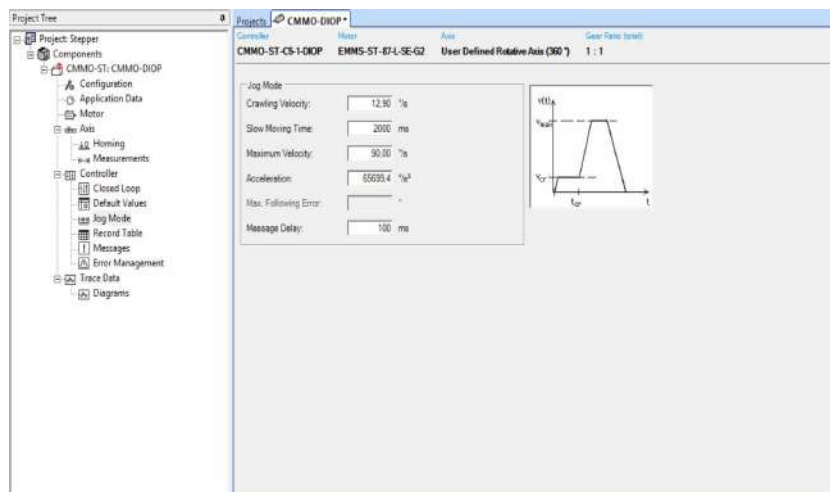 Project Tree
Project: Stepper
Components
CMMO-ST: CMMO-DIOP
Configuration
Application Data
Motor
Axis
Homing
Measurements
Controller
Closed Loop
Default Values
Jog Mode
Record Table
Messages
Error Management
Trace Data
Diagrams
Projects CMMO-DIOP*
Controller Motor Axis Gear Ratio (total)
CMMO-ST-C5-1-DIOP EMMS-ST-87-L-SE-G2 User Defined Rotative Axis (360 °) 1 : 1
Jog Mode
Crawling Velocity: 12,90 °/s
Slow Moving Time: 2000 ms
Maximum Velocity: 90,00 °/s
Acceleration: °/s²
Max. Following Error: °
Message Delay: 100 ms
v(t)
vmax
vcr
tcr
t